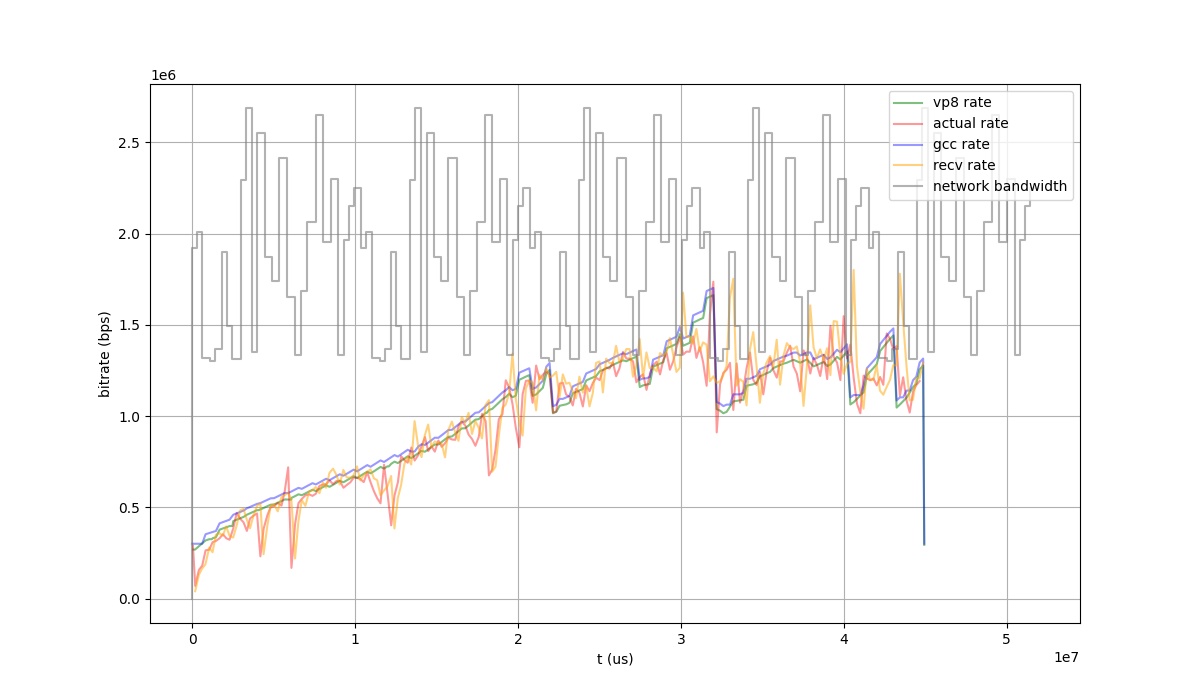 1e6
vp8 rate
actual rate
gcc rate
recv rate
network bandwidth
2.5
2.0
1.5
1.0
0.5
0.0
bitrate (bps)
0 1 2 3 4 5
t (us)
1e7